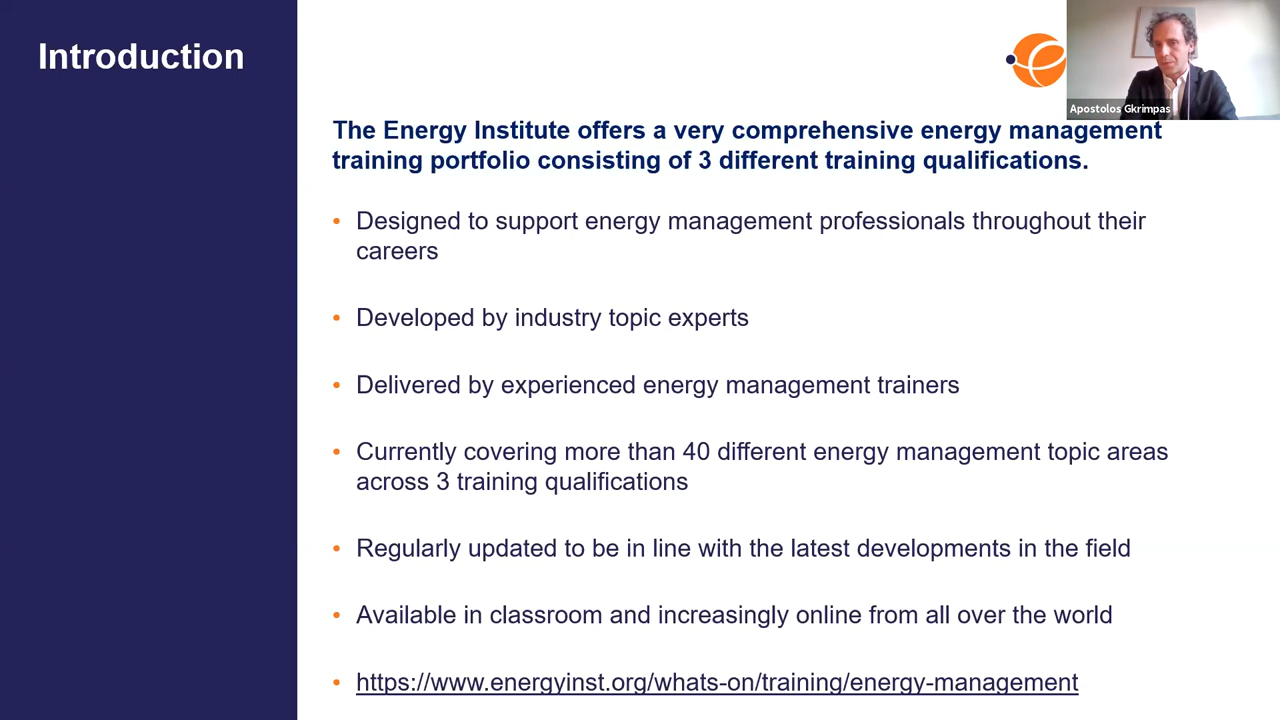 Introduction
Apostolos Gkrimpas
The Energy Institute offers a very comprehensive energy management
training portfolio consisting of 3 different training qualifications.
• Designed to support energy management professionals throughout their
careers
• Developed by industry topic experts
• Delivered by experienced energy management trainers
• Currently covering more than 40 different energy management topic areas
across 3 training qualifications
• Regularly updated to be in line with the latest developments in the field
• Available in classroom and increasingly online from all over the world
• https://www.energyinst.org/whats-on/training/energy-management